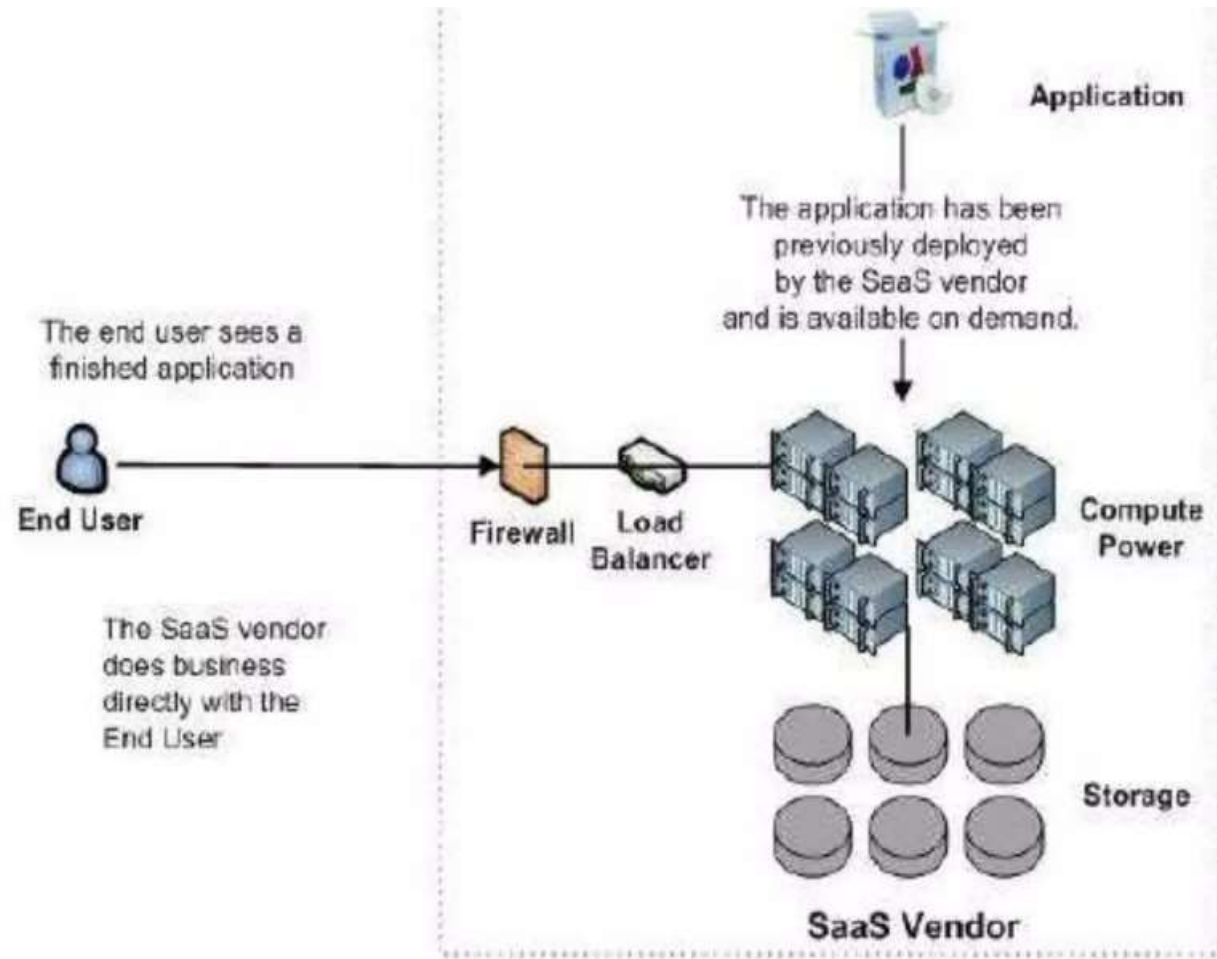 Application
The application has been
previously deployed
by the SaaS vendor
and is available on demand.
The end user sees a
finished application
End User
Firewall
Load
Balancer
Compute
Power
The SaaS vendor
does business
directly with the
End User
Storage
SaaS Vendor